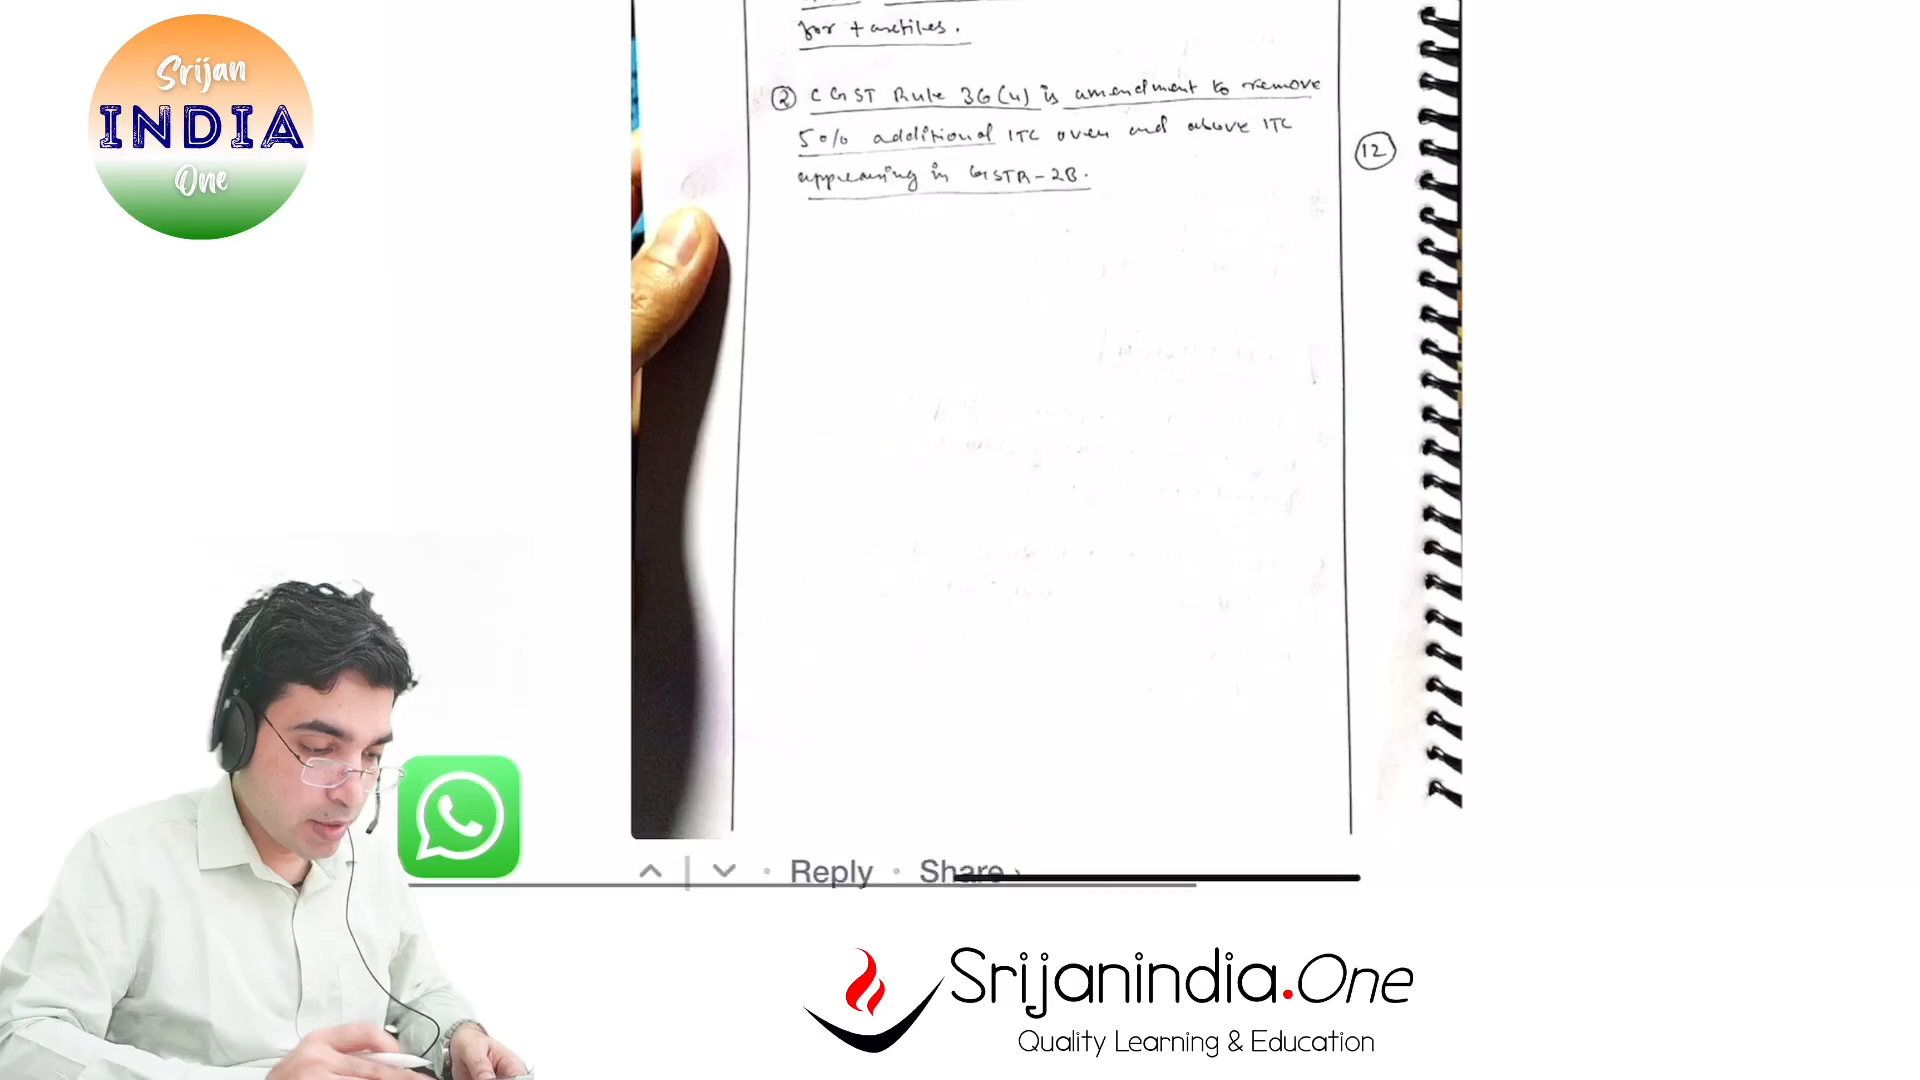 Srijan
INDIA
One
for textiles.
② CGST Rule 36(4) is amendment to remove
5% additional ITC over and above ITC
appearing in GSTR-2B.
12
Reply · Share
Srijanindia.One
Quality Learning & Education